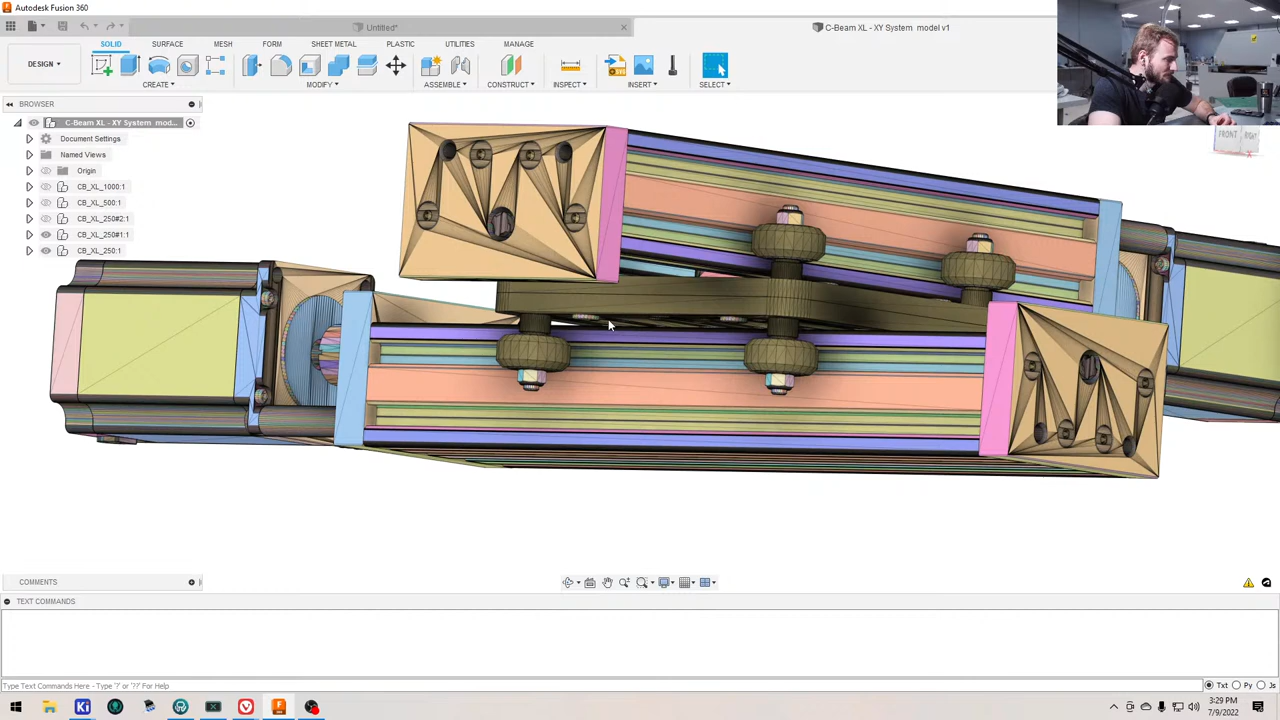 Autodesk Fusion 360
Untitled*
C-Beam XL - XY System model v1
DESIGN
SOLID
SURFACE
MESH
FORM
SHEET METAL
PLASTIC
UTILITIES
MANAGE
CREATE
MODIFY
ASSEMBLE
CONSTRUCT
INSPECT
INSERT
SELECT
BROWSER
C-Beam XL - XY System mod...
Document Settings
Named Views
Origin
CB_XL_1000:1
CB_XL_500:1
CB_XL_250#2:1
CB_XL_250#1:1
CB_XL_250:1
FRONT
RIGHT
COMMENTS
TEXT COMMANDS
Type Text Commands Here - Type '?' or '??' For Help
Txt
Py
Js
Ki
3:29 PM
7/9/2022